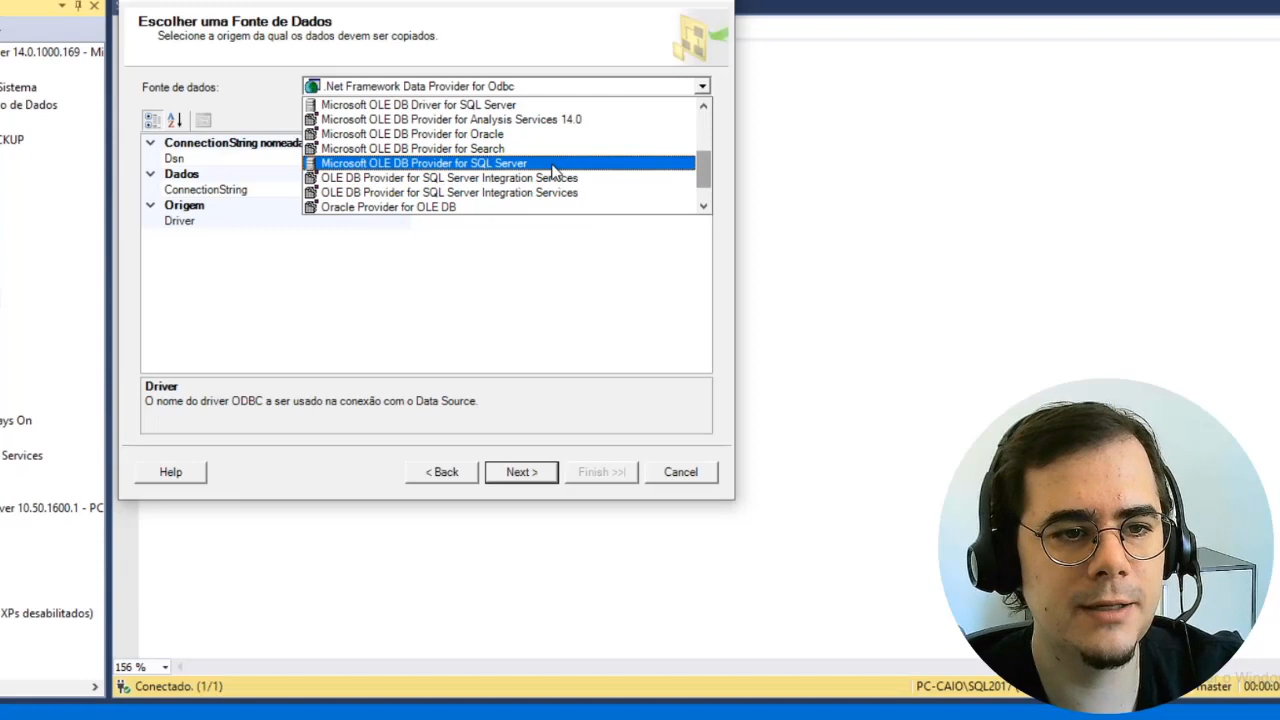 er 14.0.1000.169 - Mi
Sistema
o de Dados
CKUP
ays On
Services
ver 10.50.1600.1 - PC
XPs desabilitados)
Escolher uma Fonte de Dados
Selecione a origem da qual os dados devem ser copiados.
Fonte de dados:
.Net Framework Data Provider for Odbc
Microsoft OLE DB Driver for SQL Server
Microsoft OLE DB Provider for Analysis Services 14.0
Microsoft OLE DB Provider for Oracle
Microsoft OLE DB Provider for Search
Microsoft OLE DB Provider for SQL Server
OLE DB Provider for SQL Server Integration Services
OLE DB Provider for SQL Server Integration Services
Oracle Provider for OLE DB
ConnectionString nomeada
Dsn
Dados
ConnectionString
Origem
Driver
Driver
O nome do driver ODBC a ser usado na conexão com o Data Source.
Help
< Back
Next >
Finish >>|
Cancel
156 %
Conectado. (1/1)
PC-CAIO\SQL2017
master
00:00:0